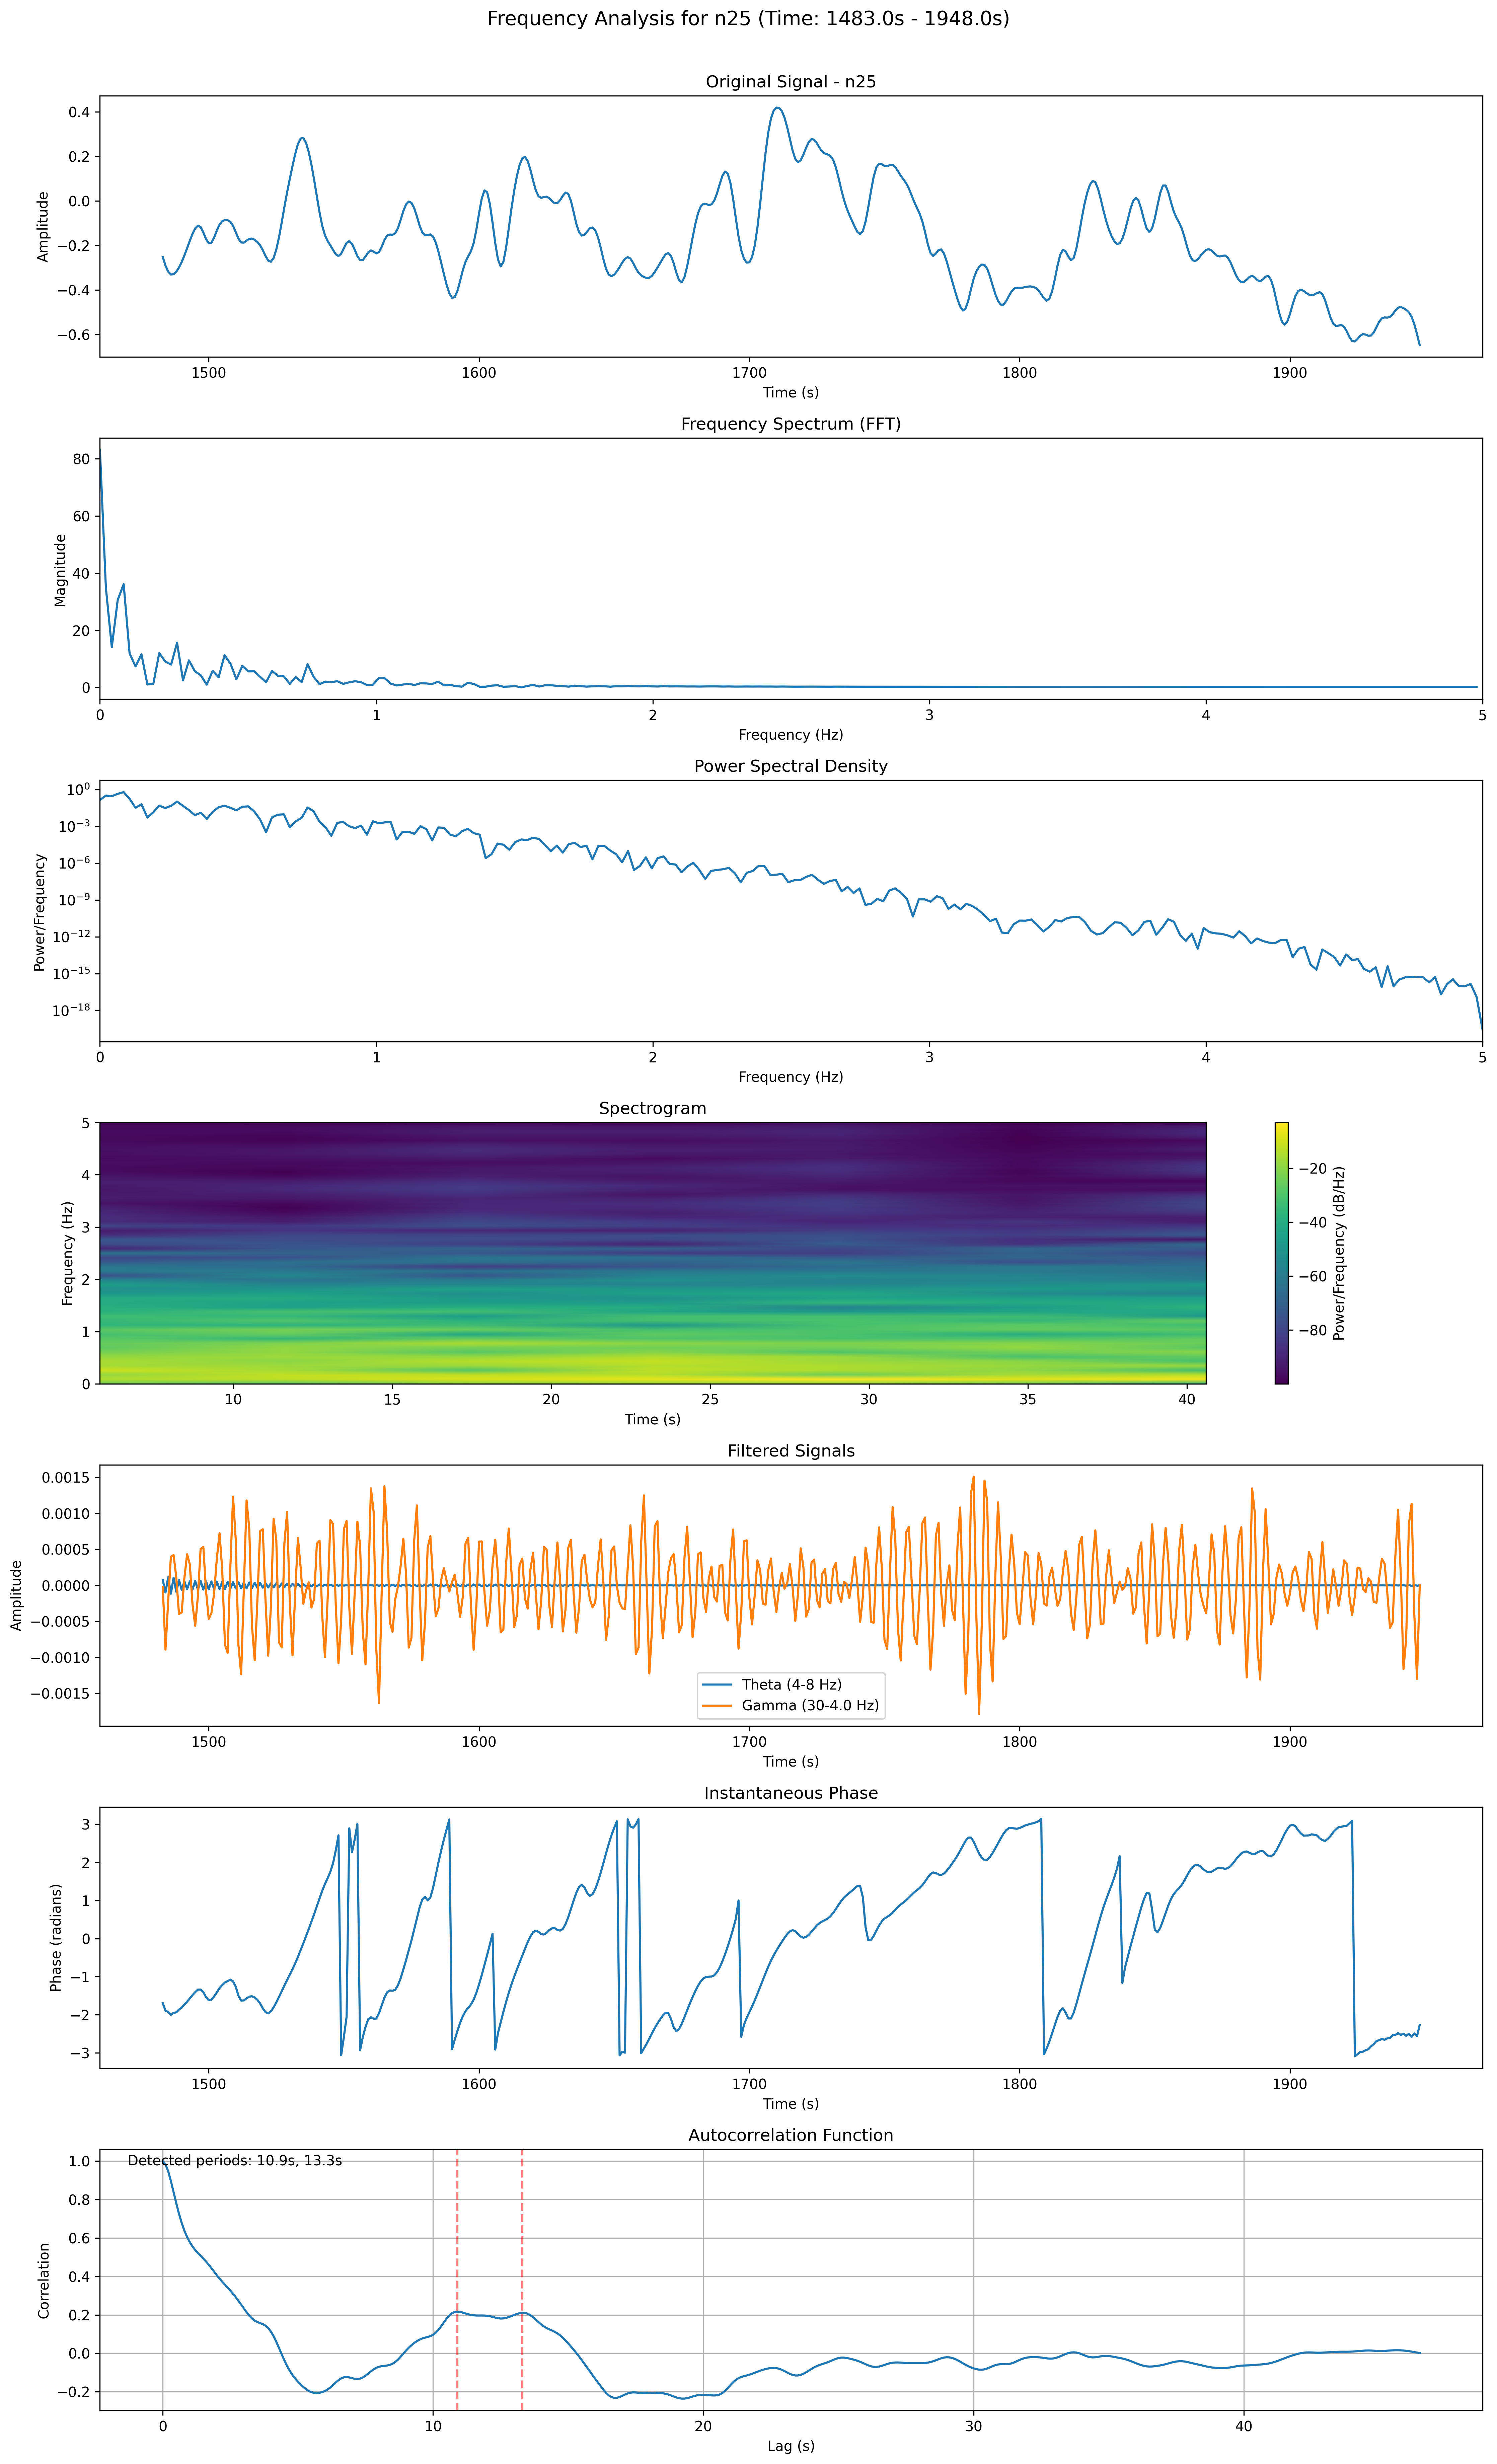 Frequency Analysis for n25 (Time: 1483.0s - 1948.0s)
Original Signal - n25
Amplitude
0.4
0.2
0.0
−0.2
−0.4
−0.6
1500 1600 1700 1800 1900
Time (s)
Frequency Spectrum (FFT)
Magnitude
80
60
40
20
0
0 1 2 3 4 5
Frequency (Hz)
Power Spectral Density
Power/Frequency
10⁰
10⁻³
10⁻⁶
10⁻⁹
10⁻¹²
10⁻¹⁵
10⁻¹⁸
0 1 2 3 4 5
Frequency (Hz)
Spectrogram
Frequency (Hz)
5
4
3
2
1
0
10 15 20 25 30 35 40
Time (s)
−20
−40
−60
−80
Power/Frequency (dB/Hz)
Filtered Signals
Amplitude
0.0015
0.0010
0.0005
0.0000
−0.0005
−0.0010
−0.0015
Theta (4-8 Hz)
Gamma (30-4.0 Hz)
1500 1600 1700 1800 1900
Time (s)
Instantaneous Phase
Phase (radians)
3
2
1
0
−1
−2
−3
1500 1600 1700 1800 1900
Time (s)
Autocorrelation Function
Detected periods: 10.9s, 13.3s
Correlation
1.0
0.8
0.6
0.4
0.2
0.0
−0.2
0 10 20 30 40
Lag (s)